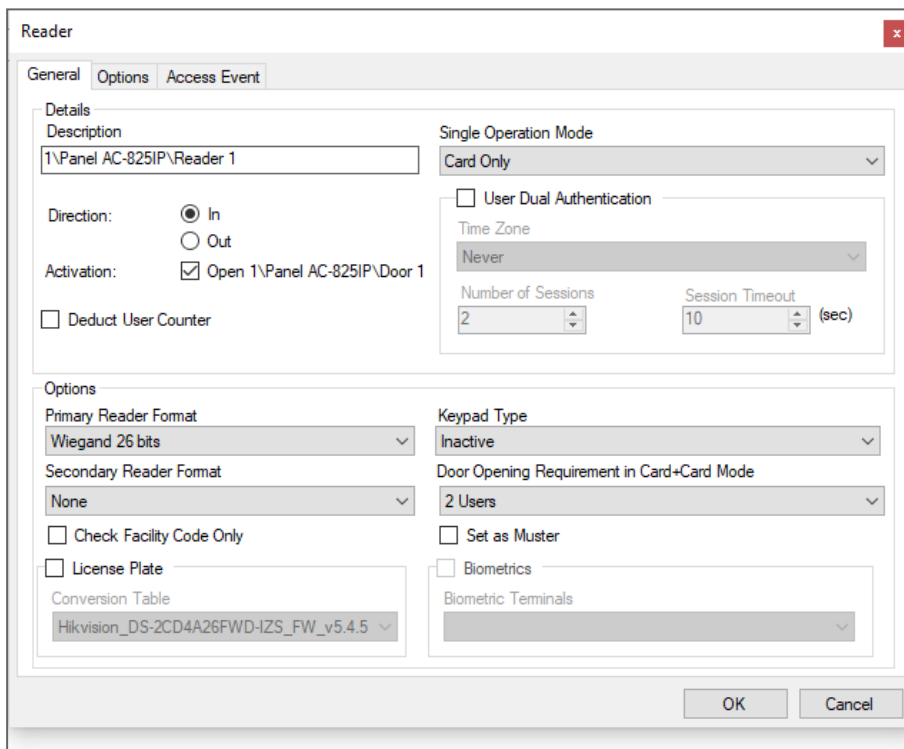 Reader
x
General Options Access Event
Details
Description
1\Panel AC-825IP\Reader 1
Direction:
In
Out
Activation:
Open 1\Panel AC-825IP\Door 1
Deduct User Counter
Single Operation Mode
Card Only
User Dual Authentication
Time Zone
Never
Number of Sessions
2
Session Timeout
10
(sec)
Options
Primary Reader Format
Wiegand 26 bits
Secondary Reader Format
None
Check Facility Code Only
License Plate
Conversion Table
Hikvision_DS-2CD4A26FWD-IZS_FW_v5.4.5
Keypad Type
Inactive
Door Opening Requirement in Card+Card Mode
2 Users
Set as Muster
Biometrics
Biometric Terminals
OK
Cancel